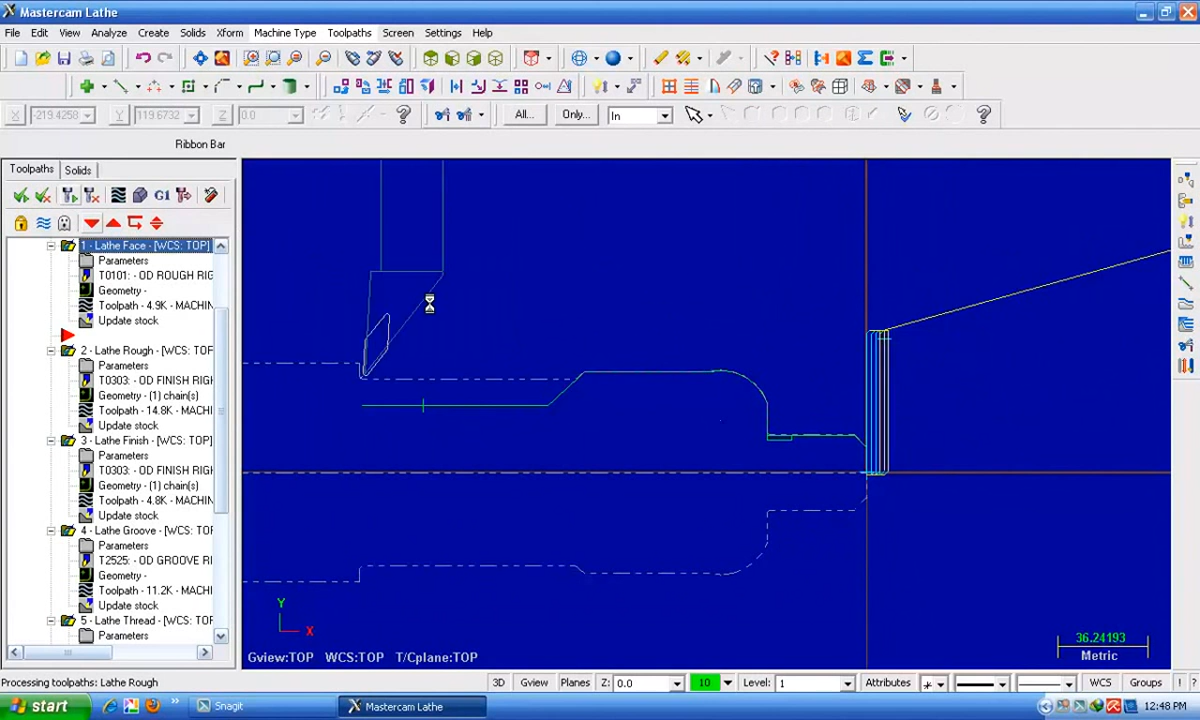 Mastercam Lathe
File Edit View Analyze Create Solids Xform Machine Type Toolpaths Screen Settings Help
X -219.4258 Y 119.6732 Z 0.0 All... Only... In
Ribbon Bar
Toolpaths Solids
G1
1 - Lathe Face - [WCS: TOP]
Parameters
T0101: - OD ROUGH RIG
Geometry -
Toolpath - 4.9K - MACHIN
Update stock
2 - Lathe Rough - [WCS: TOF
Parameters
T0303: - OD FINISH RIGH
Geometry - (1) chain(s)
Toolpath - 14.8K - MACHI
Update stock
3 - Lathe Finish - [WCS: TOP]
Parameters
T0303: - OD FINISH RIGH
Geometry - (1) chain(s)
Toolpath - 4.8K - MACHIN
Update stock
4 - Lathe Groove - [WCS: TO
Parameters
T2525: - OD GROOVE RI
Geometry -
Toolpath - 11.2K - MACHI
Update stock
5 - Lathe Thread - [WCS: TO
Parameters
Y
X
Gview:TOP WCS:TOP T/Cplane:TOP
36.24193
Metric
Processing toolpaths: Lathe Rough 3D Gview Planes Z: 0.0 10 Level: 1 Attributes WCS Groups ! ?
start Snagit Mastercam Lathe 12:48 PM